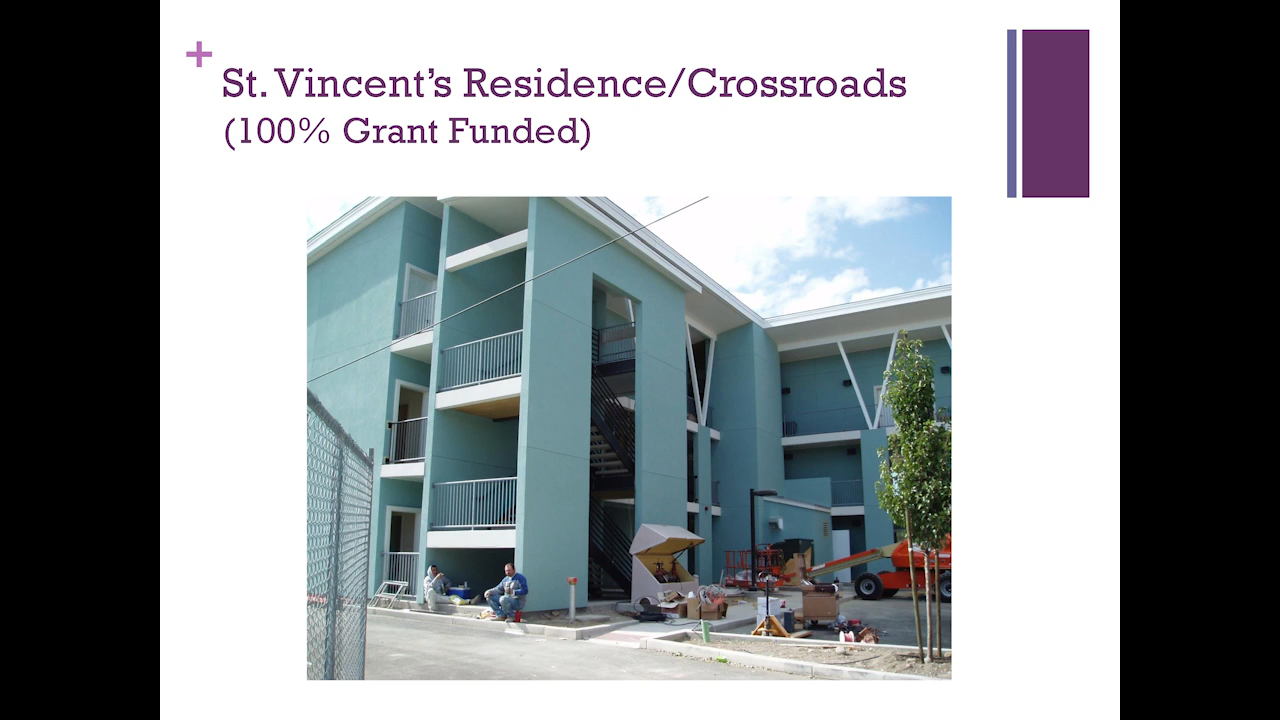 +
St. Vincent's Residence/Crossroads
(100% Grant Funded)